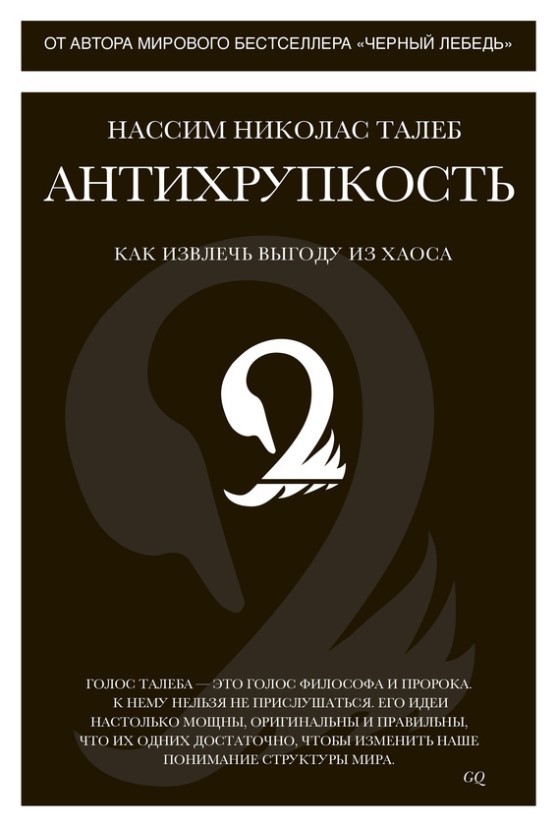 ОТ АВТОРА МИРОВОГО БЕСТСЕЛЛЕРА «ЧЕРНЫЙ ЛЕБЕДЬ»
НАССИМ НИКОЛАС ТАЛЕБ
АНТИХРУПКОСТЬ
КАК ИЗВЛЕЧЬ ВЫГОДУ ИЗ ХАОСА
ГОЛОС ТАЛЕБА — ЭТО ГОЛОС ФИЛОСОФА И ПРОРОКА.
К НЕМУ НЕЛЬЗЯ НЕ ПРИСЛУШАТЬСЯ. ЕГО ИДЕИ
НАСТОЛЬКО МОЩНЫ, ОРИГИНАЛЬНЫ И ПРАВИЛЬНЫ,
ЧТО ИХ ОДНИХ ДОСТАТОЧНО, ЧТОБЫ ИЗМЕНИТЬ НАШЕ
ПОНИМАНИЕ СТРУКТУРЫ МИРА.
GQ